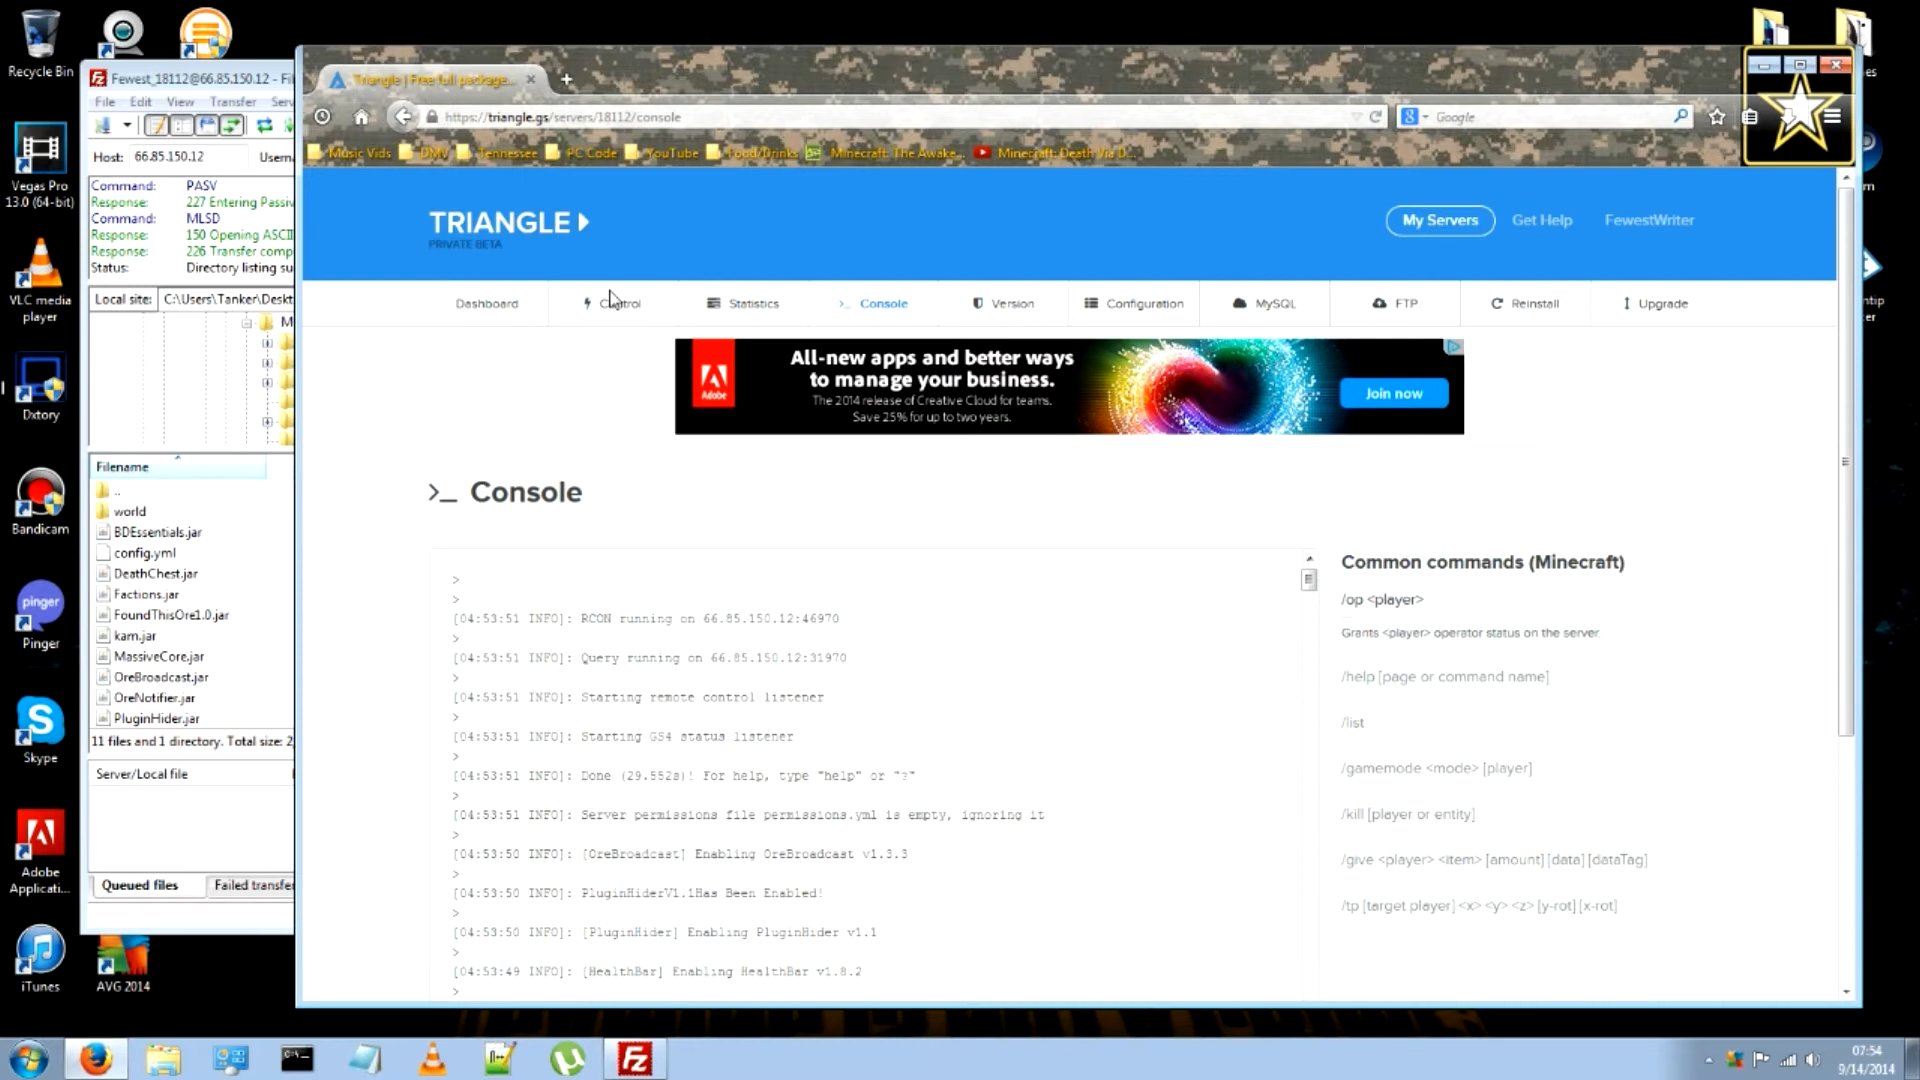 Recycle Bin
Vegas Pro
13.0 (64-bit)
VLC media
player
Dxtory
Bandicam
pinger
Pinger
Skype
Adobe
Applicati...
iTunes
AVG 2014
Fewest_18112@66.85.150.12 - Fi
File Edit View Transfer Serv
Host: 66.85.150.12 Userna
Command: PASV
Response: 227 Entering Passiv
Command: MLSD
Response: 150 Opening ASCII
Response: 226 Transfer comp
Status: Directory listing su
Local site: C:\Users\Tanker\Deskt
M
Filename
..
world
BDEssentials.jar
config.yml
DeathChest.jar
Factions.jar
FoundThisOre1.0.jar
kam.jar
MassiveCore.jar
OreBroadcast.jar
OreNotifier.jar
PluginHider.jar
11 files and 1 directory. Total size: 2,
Server/Local file
Queued files Failed transfer
Triangle | Free full package...
https://triangle.gs/servers/18112/console
Google
Music Vids DMV Tennessee PC Code YouTube Food/Drinks Minecraft: The Awake... Minecraft: Death Via D...
TRIANGLE
PRIVATE BETA
My Servers Get Help FewestWriter
Dashboard Control Statistics Console Version Configuration MySQL FTP Reinstall Upgrade
Adobe
All-new apps and better ways
to manage your business.
The 2014 release of Creative Cloud for teams.
Save 25% for up to two years.
Join now
>_ Console
>
>
[04:53:51 INFO]: RCON running on 66.85.150.12:46970
>
[04:53:51 INFO]: Query running on 66.85.150.12:31970
>
[04:53:51 INFO]: Starting remote control listener
>
[04:53:51 INFO]: Starting GS4 status listener
>
[04:53:51 INFO]: Done (29.552s)! For help, type "help" or "?"
>
[04:53:51 INFO]: Server permissions file permissions.yml is empty, ignoring it
>
[04:53:50 INFO]: [OreBroadcast] Enabling OreBroadcast v1.3.3
>
[04:53:50 INFO]: PluginHiderV1.1Has Been Enabled!
>
[04:53:50 INFO]: [PluginHider] Enabling PluginHider v1.1
>
[04:53:49 INFO]: [HealthBar] Enabling HealthBar v1.8.2
>
Common commands (Minecraft)
/op <player>
Grants <player> operator status on the server.
/help [page or command name]
/list
/gamemode <mode> [player]
/kill [player or entity]
/give <player> <item> [amount] [data] [dataTag]
/tp [target player] <x> <y> <z> [y-rot] [x-rot]
07:54
9/14/2014